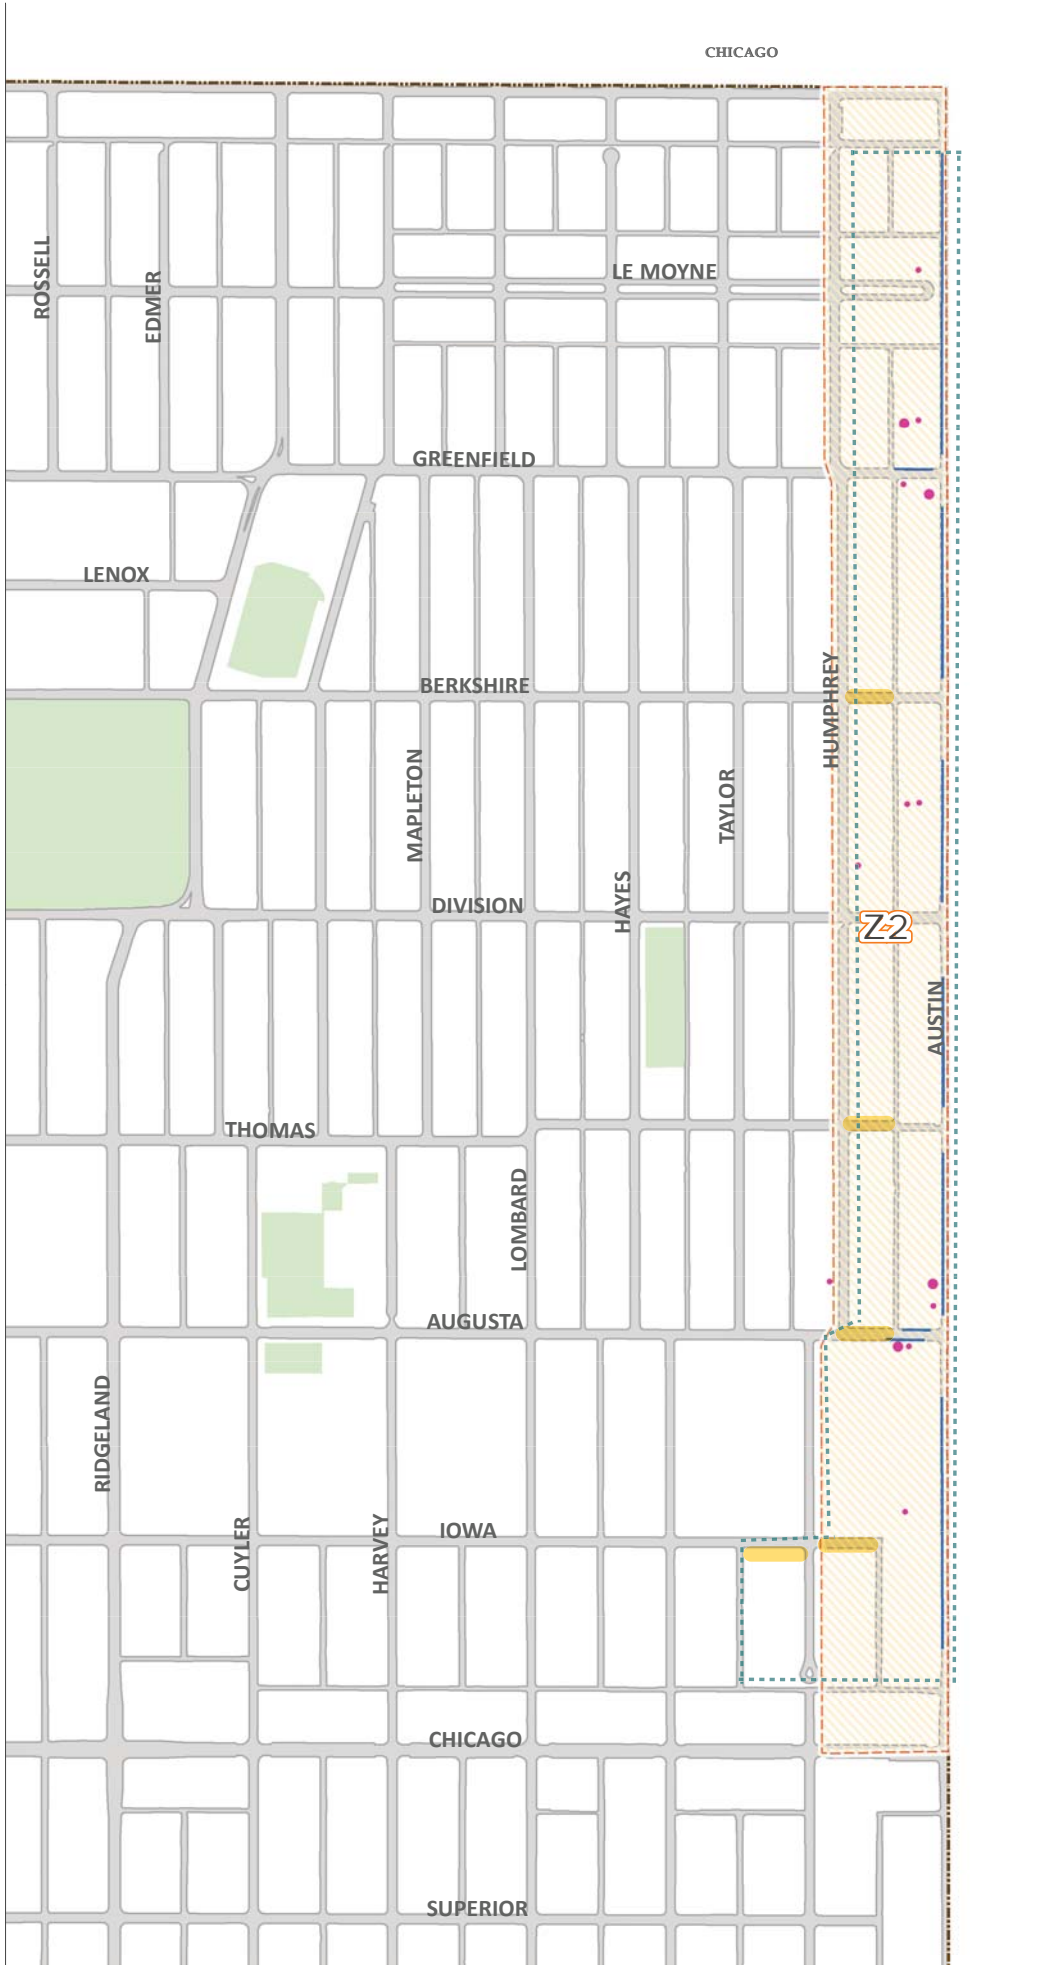 CHICAGO
ROSSELL
EDMER
LE MOYNE
GREENFIELD
LENOX
BERKSHIRE
HUMPHREY
MAPLETON
TAYLOR
HAYES
DIVISION
Z-2
AUSTIN
THOMAS
LOMBARD
AUGUSTA
RIDGELAND
CUYLER
HARVEY
IOWA
CHICAGO
SUPERIOR